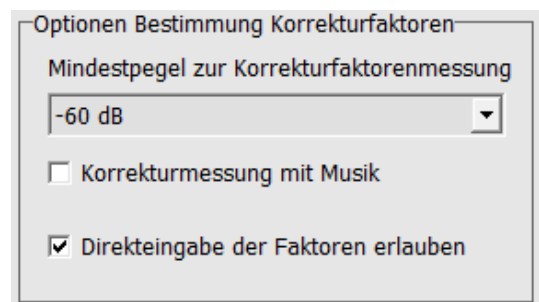 Optionen Bestimmung Korrekturfaktoren
Mindestpegel zur Korrekturfaktorenmessung
-60 dB
Korrekturmessung mit Musik
Direkteingabe der Faktoren erlauben